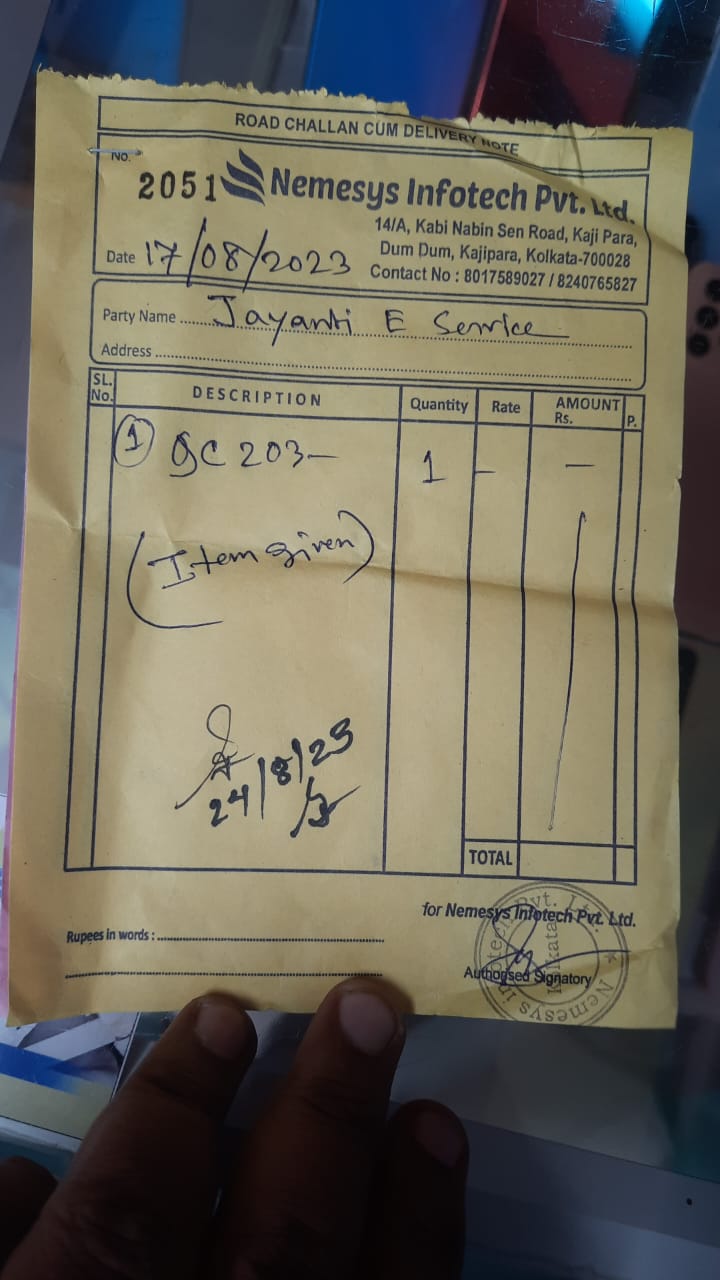 ROAD CHALLAN CUM DELIVERY NOTE
No.
2051
Nemesys Infotech Pvt. Ltd.
14/A, Kabi Nabin Sen Road, Kaji Para,
Dum Dum, Kajipara, Kolkata-700028
Contact No : 8017589027 / 8240765827
Date 17/08/2023
Party Name Jayanti E Service
Address
SL. No. DESCRIPTION Quantity Rate AMOUNT Rs. P.
1 GC 203 — 1 — —
(Item given)
24/8/23
TOTAL
for Nemesys Infotech Pvt. Ltd.
Rupees in words :
Authorised Signatory
Nemesys Infotech Pvt. Ltd. * Kolkata